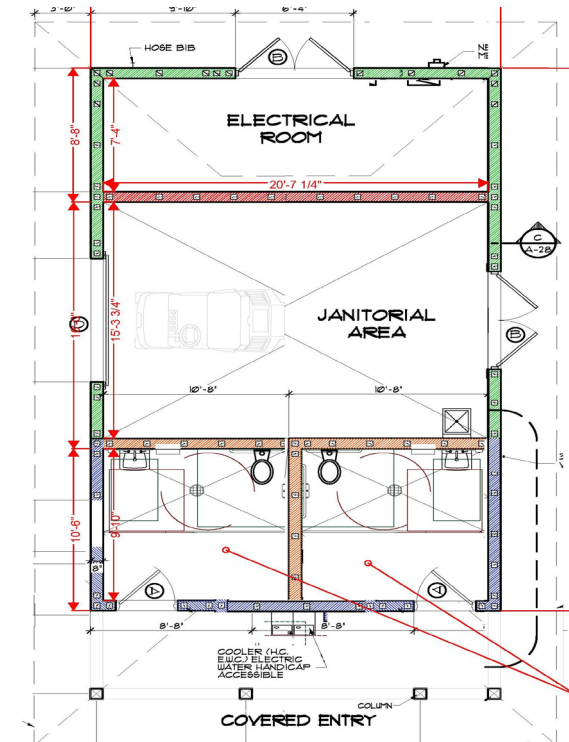 HOSE BIB
B
ELECTRICAL
ROOM
8'-8"
7'-4"
20'-7 1/4"
C
A-28
JANITORIAL
AREA
15'-3 3/4"
B
10'-8"
10'-8"
10'-6"
9'-10"
8"
8'-8"
8'-8"
COOLER (H.C.
E.W.C.) ELECTRIC
WATER HANDICAP
ACCESSIBLE
COLUMN
COVERED ENTRY